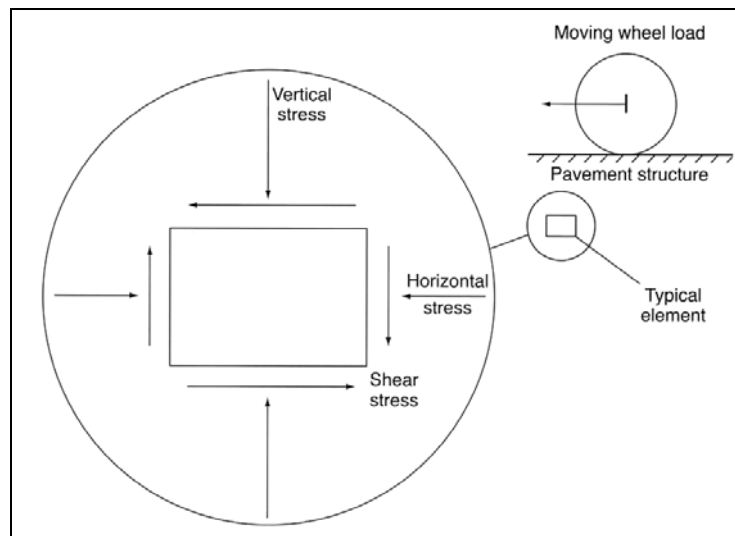 Moving wheel load
Vertical
stress
Pavement structure
Horizontal
stress
Typical
element
Shear
stress